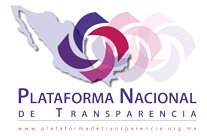 PLATAFORMA NACIONAL
DE TRANSPARENCIA
www.plataformadetransparencia.org.mx